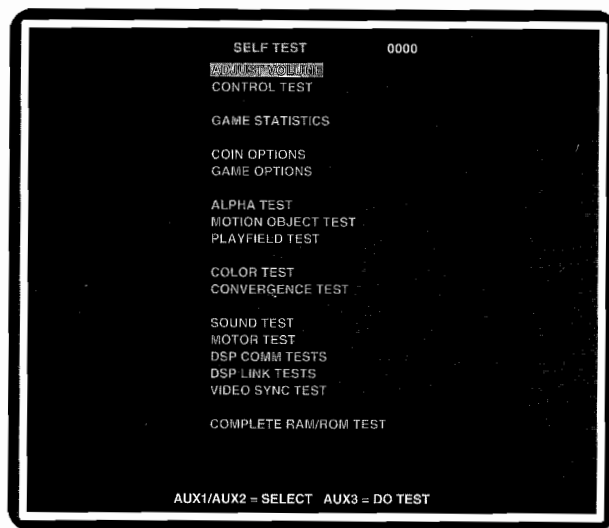 SELF TEST 0000
ADJUST VOLUME
CONTROL TEST
GAME STATISTICS
COIN OPTIONS
GAME OPTIONS
ALPHA TEST
MOTION OBJECT TEST
PLAYFIELD TEST
COLOR TEST
CONVERGENCE TEST
SOUND TEST
MOTOR TEST
DSP COMM TESTS
DSP LINK TESTS
VIDEO SYNC TEST
COMPLETE RAM/ROM TEST
AUX1/AUX2 = SELECT AUX3 = DO TEST